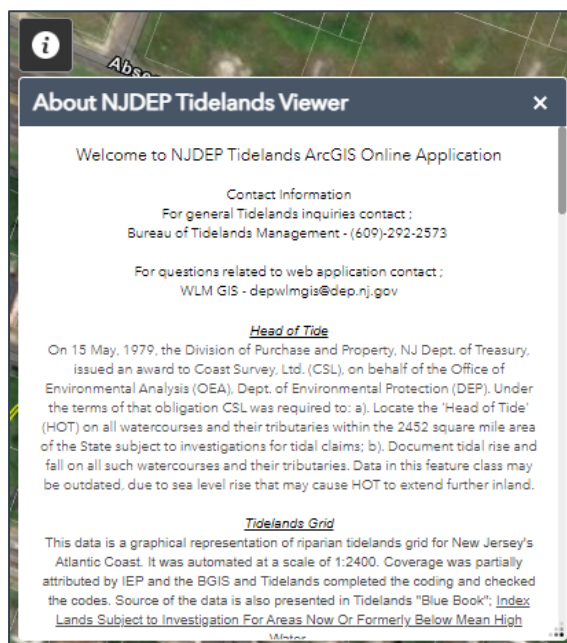 Abse
About NJDEP Tidelands Viewer ×
Welcome to NJDEP Tidelands ArcGIS Online Application
Contact Information
For general Tidelands inquiries contact ;
Bureau of Tidelands Management - (609)-292-2573
For questions related to web application contact ;
WLM GIS - depwlmgis@dep.nj.gov
Head of Tide
On 15 May, 1979, the Division of Purchase and Property, NJ Dept. of Treasury,
issued an award to Coast Survey, Ltd. (CSL), on behalf of the Office of
Environmental Analysis (OEA), Dept. of Environmental Protection (DEP). Under
the terms of that obligation CSL was required to: a). Locate the 'Head of Tide'
(HOT) on all watercourses and their tributaries within the 2452 square mile area
of the State subject to investigations for tidal claims; b). Document tidal rise and
fall on all such watercourses and their tributaries. Data in this feature class may
be outdated, due to sea level rise that may cause HOT to extend further inland.
Tidelands Grid
This data is a graphical representation of riparian tidelands grid for New Jersey's
Atlantic Coast. It was automated at a scale of 1:2400. Coverage was partially
attributed by IEP and the BGIS and Tidelands completed the coding and checked
the codes. Source of the data is also presented in Tidelands "Blue Book"; Index
Lands Subject to Investigation For Areas Now Or Formerly Below Mean High
Water